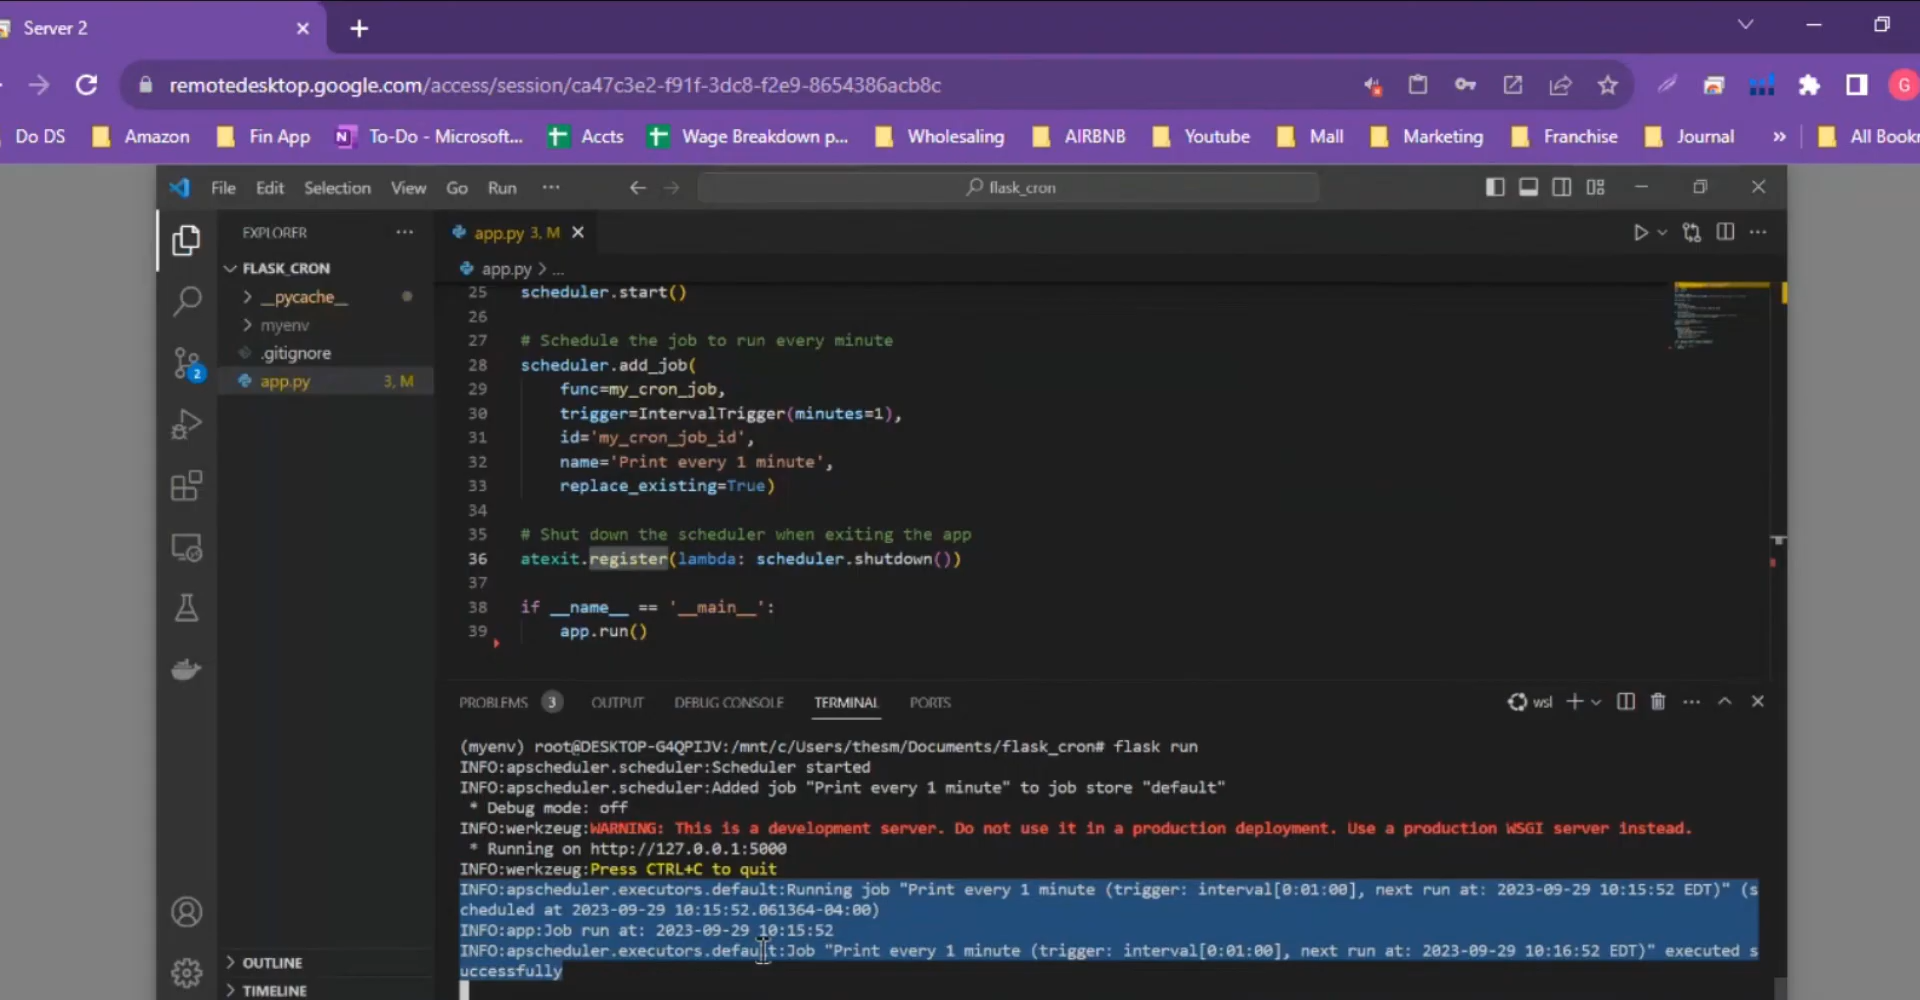 Server 2
remotedesktop.google.com/access/session/ca47c3e2-f91f-3dc8-f2e9-8654386acb8c
G
Do DS Amazon Fin App To-Do - Microsoft... Accts Wage Breakdown p... Wholesaling AIRBNB Youtube Mall Marketing Franchise Journal » All Bookr
File Edit Selection View Go Run ... flask_cron
EXPLORER ...
app.py 3, M
FLASK_CRON
app.py > ...
__pycache__
myenv
.gitignore
app.py 3, M
2
25 scheduler.start()
26
27 # Schedule the job to run every minute
28 scheduler.add_job(
29 func=my_cron_job,
30 trigger=IntervalTrigger(minutes=1),
31 id='my_cron_job_id',
32 name='Print every 1 minute',
33 replace_existing=True)
34
35 # Shut down the scheduler when exiting the app
36 atexit.register(lambda: scheduler.shutdown())
37
38 if __name__ == '__main__':
39 app.run()
PROBLEMS 3 OUTPUT DEBUG CONSOLE TERMINAL PORTS wsl
(myenv) root@DESKTOP-G4QPIJV:/mnt/c/Users/thesm/Documents/flask_cron# flask run
INFO:apscheduler.scheduler:Scheduler started
INFO:apscheduler.scheduler:Added job "Print every 1 minute" to job store "default"
* Debug mode: off
INFO:werkzeug:WARNING: This is a development server. Do not use it in a production deployment. Use a production WSGI server instead.
* Running on http://127.0.0.1:5000
INFO:werkzeug:Press CTRL+C to quit
INFO:apscheduler.executors.default:Running job "Print every 1 minute (trigger: interval[0:01:00], next run at: 2023-09-29 10:15:52 EDT)" (s
cheduled at 2023-09-29 10:15:52.061364-04:00)
INFO:app:Job run at: 2023-09-29 10:15:52
INFO:apscheduler.executors.default:Job "Print every 1 minute (trigger: interval[0:01:00], next run at: 2023-09-29 10:16:52 EDT)" executed s
uccessfully
OUTLINE
TIMELINE